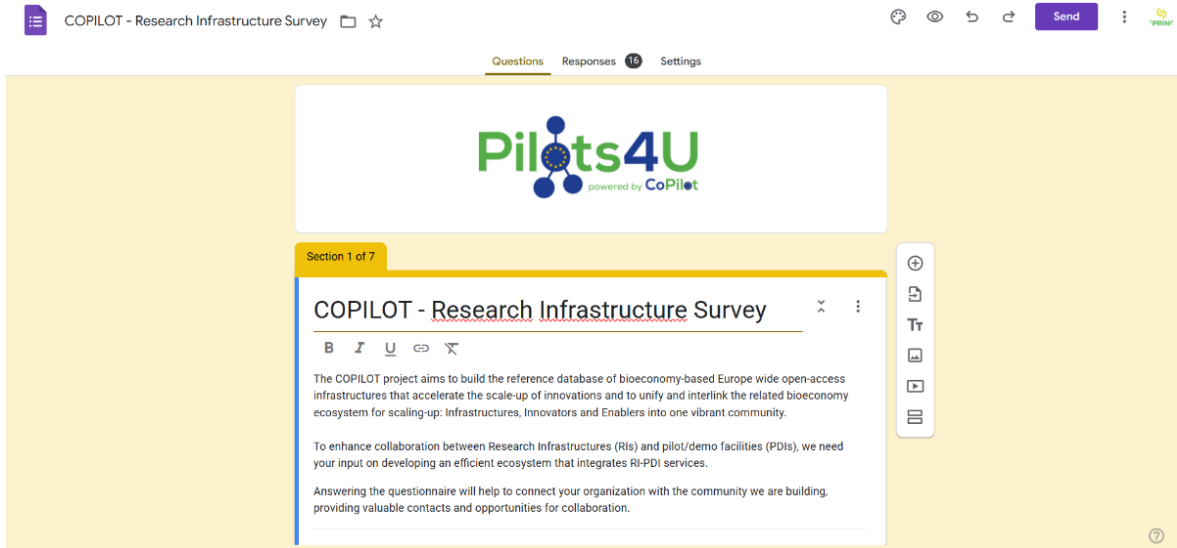 COPILOT - Research Infrastructure Survey
Send
Questions Responses 16 Settings
Pilots4U
powered by CoPilot
Section 1 of 7
COPILOT - Research Infrastructure Survey
B I U
The COPILOT project aims to build the reference database of bioeconomy-based Europe wide open-access
infrastructures that accelerate the scale-up of innovations and to unify and interlink the related bioeconomy
ecosystem for scaling-up: Infrastructures, Innovators and Enablers into one vibrant community.
To enhance collaboration between Research Infrastructures (RIs) and pilot/demo facilities (PDIs), we need
your input on developing an efficient ecosystem that integrates RI-PDI services.
Answering the questionnaire will help to connect your organization with the community we are building,
providing valuable contacts and opportunities for collaboration.